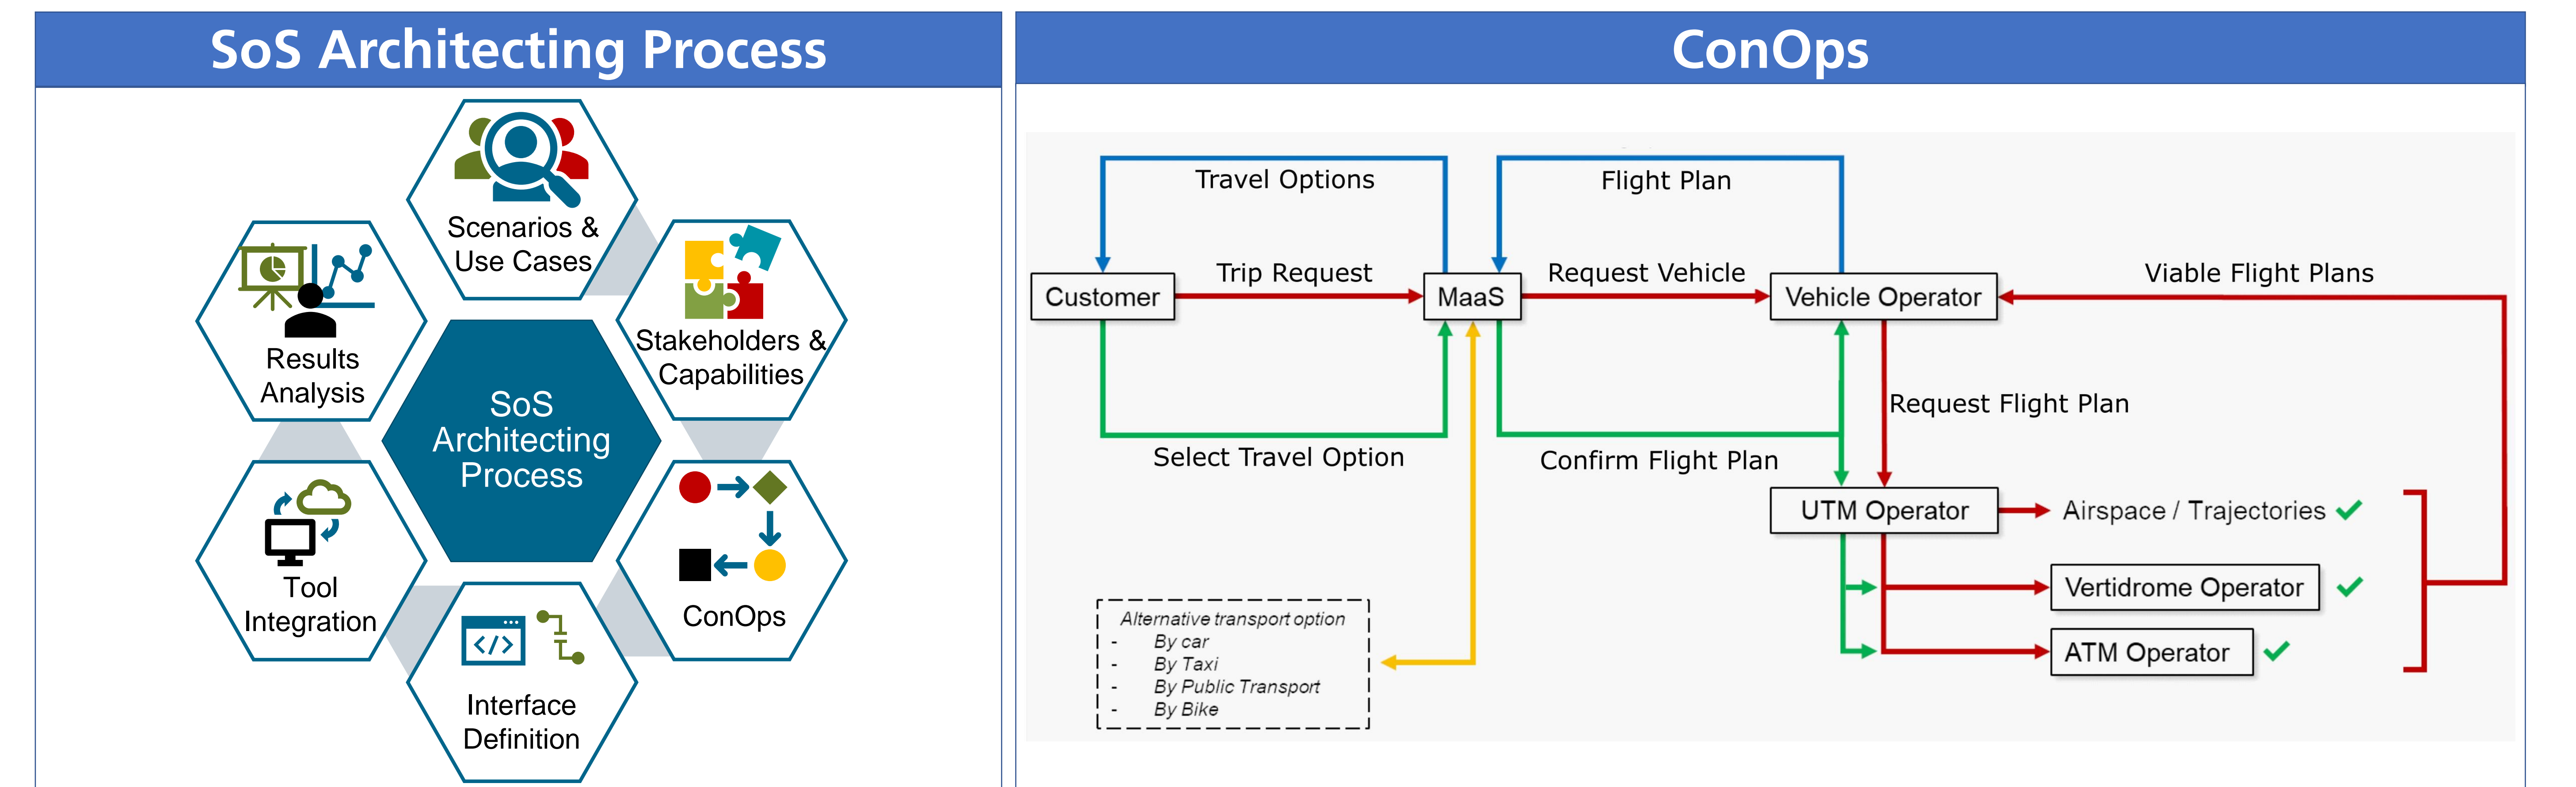 SoS Architecting Process
Scenarios &
Use Cases
Stakeholders &
Capabilities
ConOps
Interface
Definition
Tool
Integration
Results
Analysis
SoS
Architecting
Process
</>
ConOps
Travel Options
Flight Plan
Customer
Trip Request
MaaS
Request Vehicle
Vehicle Operator
Viable Flight Plans
Request Flight Plan
Select Travel Option
Confirm Flight Plan
UTM Operator
Airspace / Trajectories
Vertidrome Operator
ATM Operator
Alternative transport option
- By car
- By Taxi
- By Public Transport
- By Bike